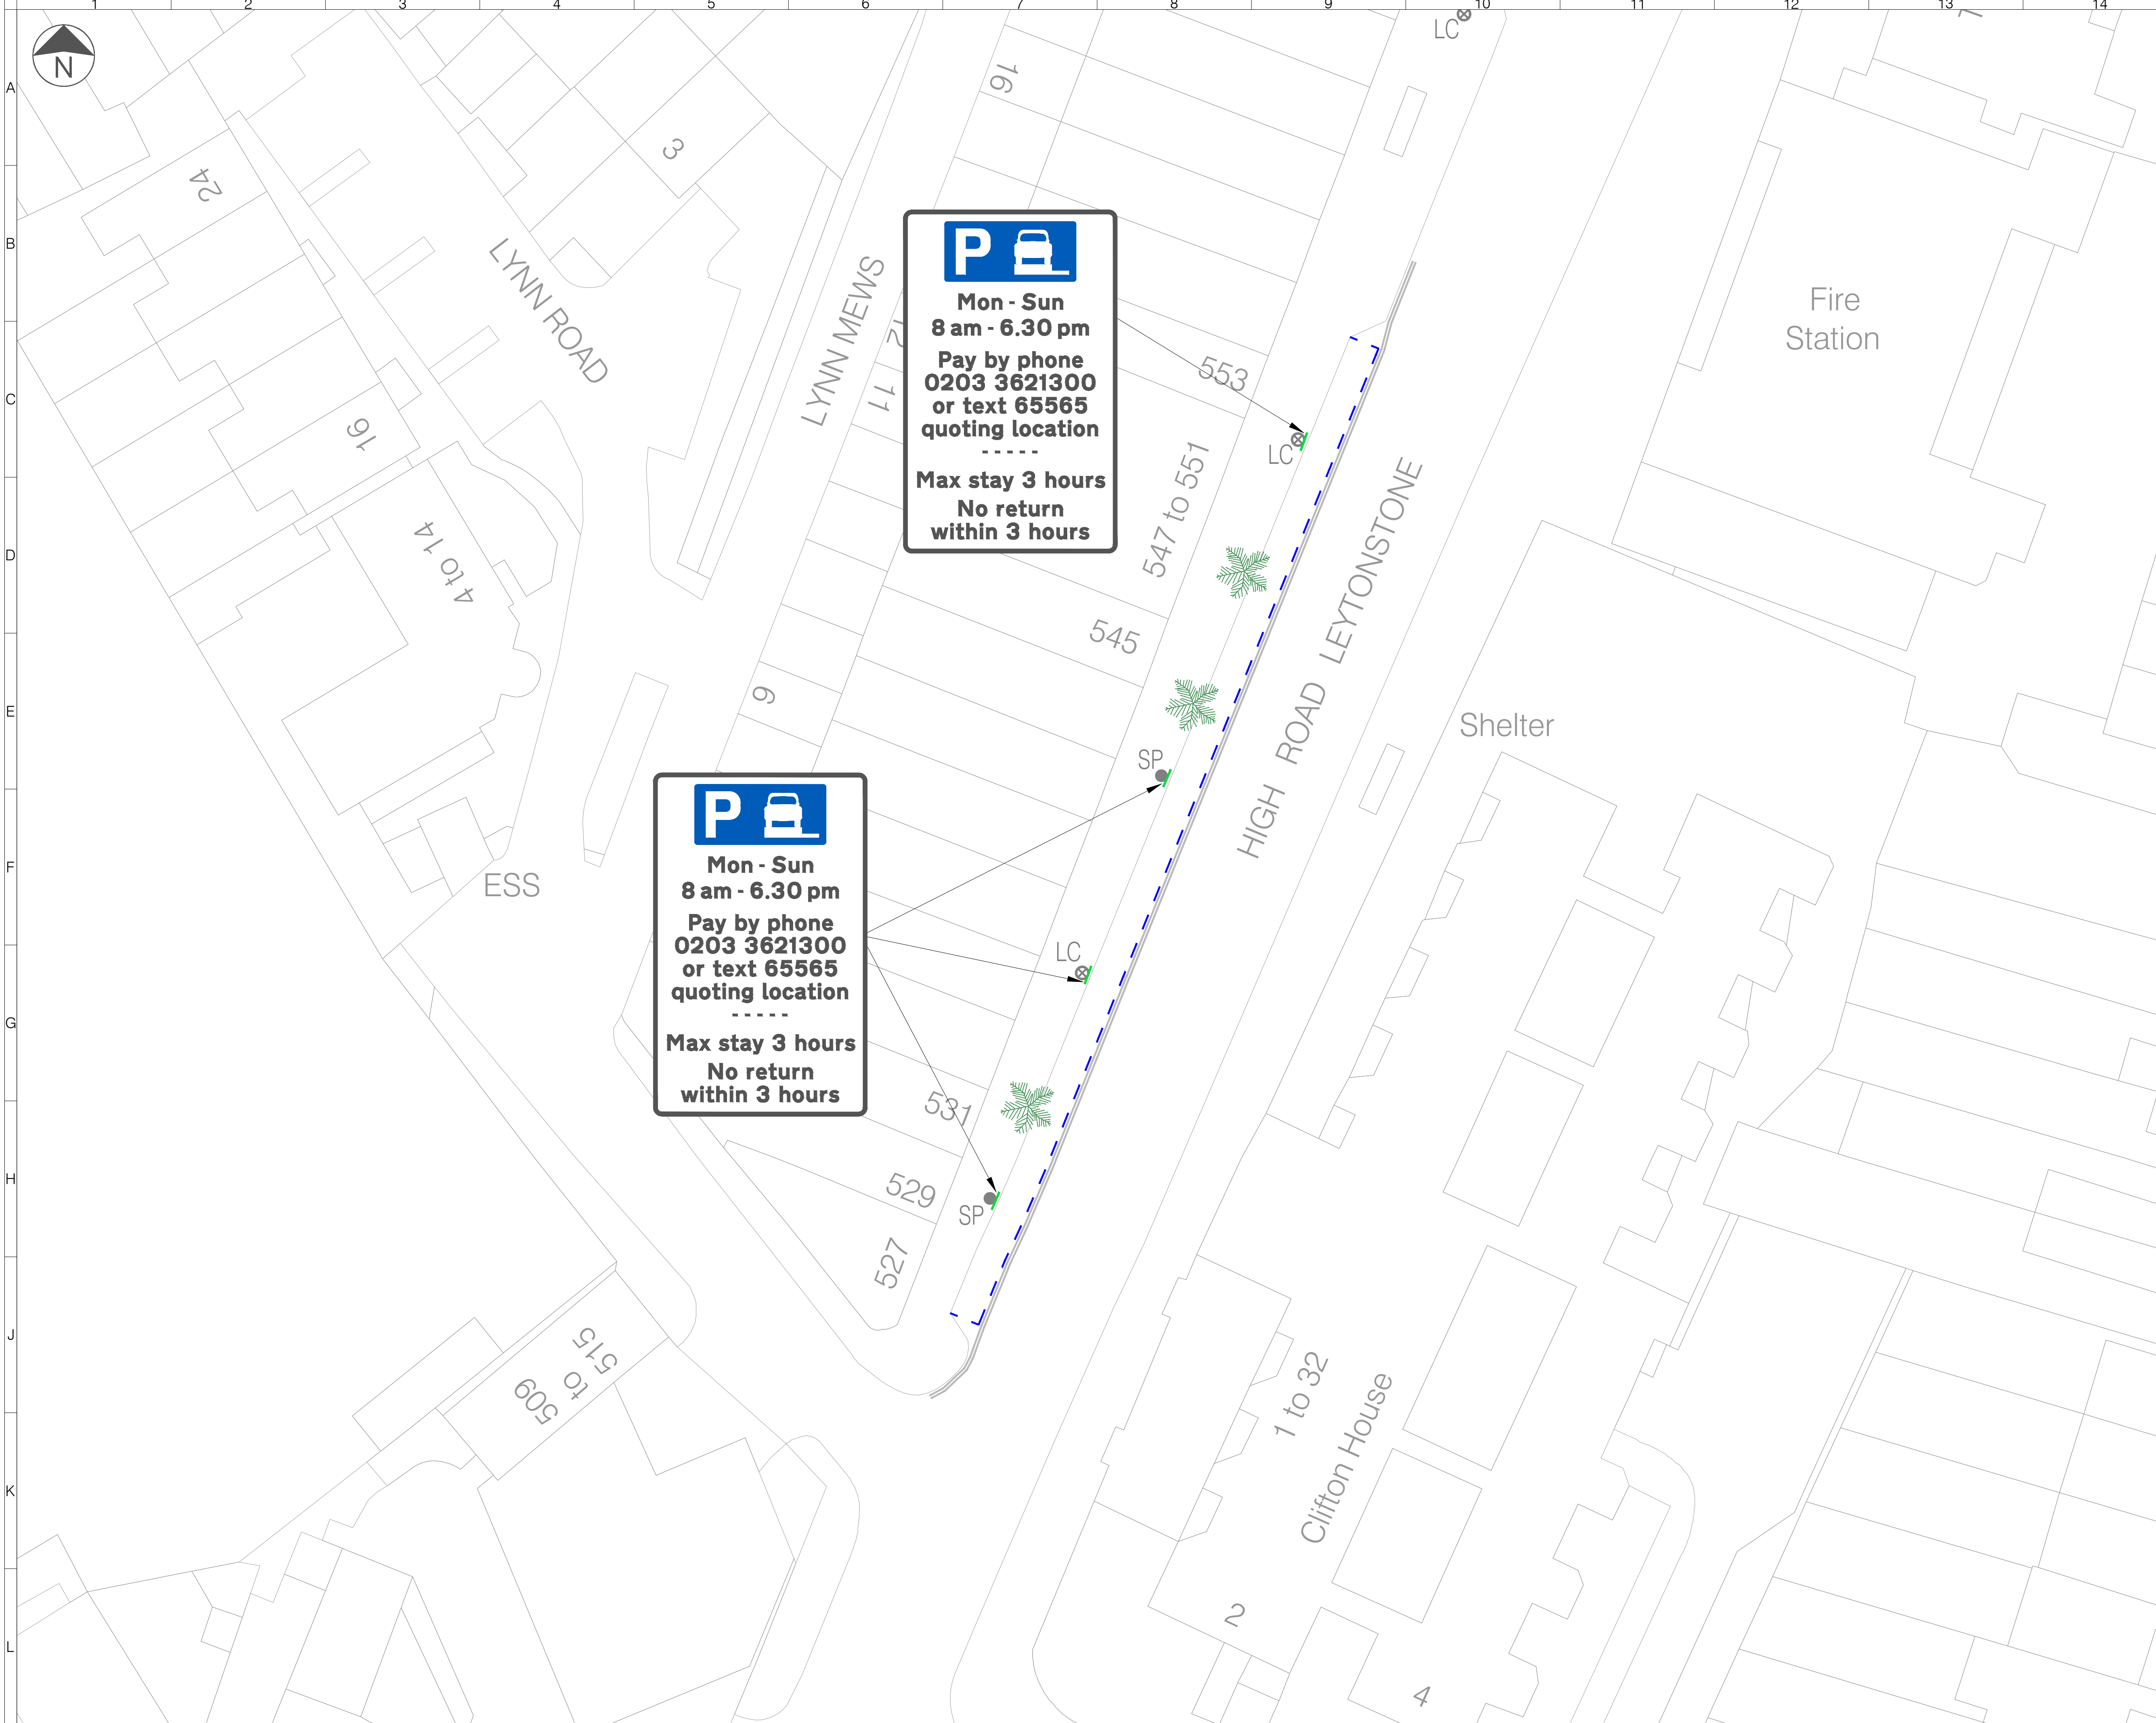 1 2 3 4 5 6 7 8 9 10 11 12 13 14
A
B
C
D
E
F
G
H
J
K
L
N
LC
16
3
24
LYNN ROAD
LYNN MEWS
P
Mon - Sun
8 am - 6.30 pm
Pay by phone
0203 3621300
or text 65565
quoting location
- - - - -
Max stay 3 hours
No return
within 3 hours
Fire
Station
12
11
553
16
LC
547 to 551
4 to 14
HIGH ROAD LEYTONSTONE
545
9
Shelter
SP
P
Mon - Sun
8 am - 6.30 pm
Pay by phone
0203 3621300
or text 65565
quoting location
- - - - -
Max stay 3 hours
No return
within 3 hours
ESS
LC
531
529
SP
527
509
to
515
1 to 32
Clifton House
2
4